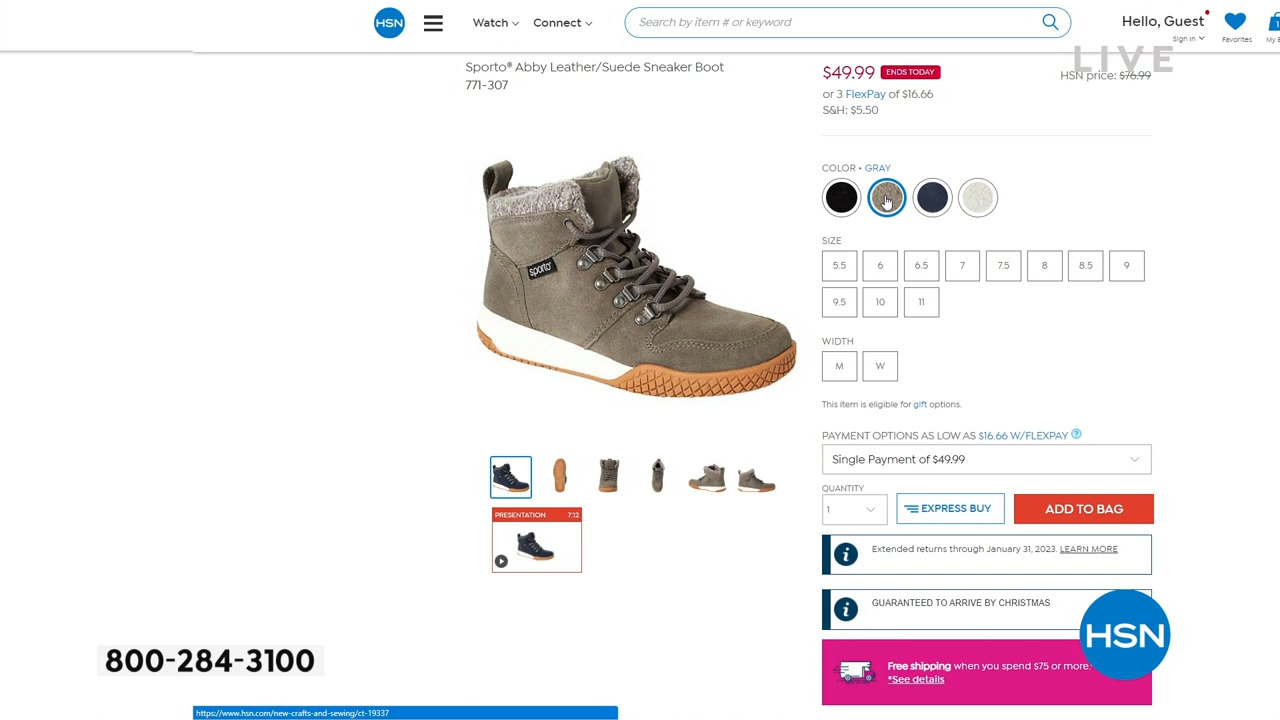 HSN
Watch
Connect
Search by item # or keyword
Hello, Guest
Sign In
Favorites
LIVE
Sporto® Abby Leather/Suede Sneaker Boot
771-307
$49.99 ENDS TODAY
HSN price: $76.99
or 3 FlexPay of $16.66
S&H: $5.50
COLOR • GRAY
SIZE
5.5 6 6.5 7 7.5 8 8.5 9
9.5 10 11
WIDTH
M W
This item is eligible for gift options.
PAYMENT OPTIONS AS LOW AS $16.66 W/FLEXPAY ?
Single Payment of $49.99
QUANTITY
1
EXPRESS BUY
ADD TO BAG
sporto®
PRESENTATION 7:12
Extended returns through January 31, 2023. LEARN MORE
GUARANTEED TO ARRIVE BY CHRISTMAS
HSN
Free shipping when you spend $75 or more.
*See details
800-284-3100
https://www.hsn.com/new-crafts-and-sewing/ct-19337